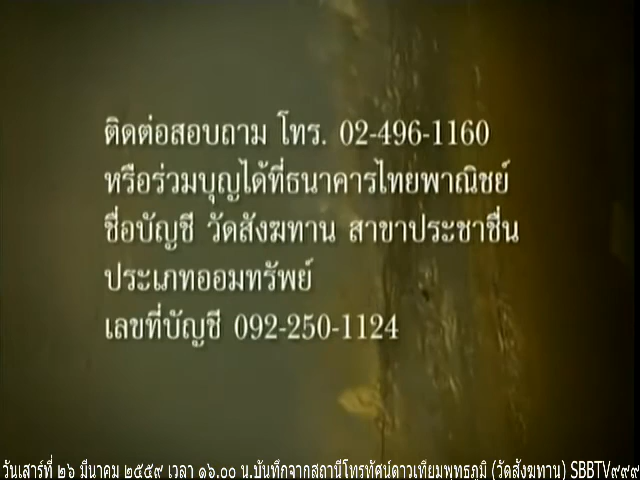 ติดต่อสอบถาม โทร. 02-496-1160
หรือร่วมบุญได้ที่ธนาคารไทยพาณิชย์
ชื่อบัญชี วัดสังฆทาน สาขาประชาชื่น
ประเภทออมทรัพย์
เลขที่บัญชี 092-250-1124
วันเสาร์ที่ ๒๖ มีนาคม ๒๕๕๙ เวลา ๑๖.๐๐ น.บันทึกจากสถานีโทรทัศน์ดาวเทียมพุทธภูมิ (วัดสังฆทาน) SBBTV๙๙๙